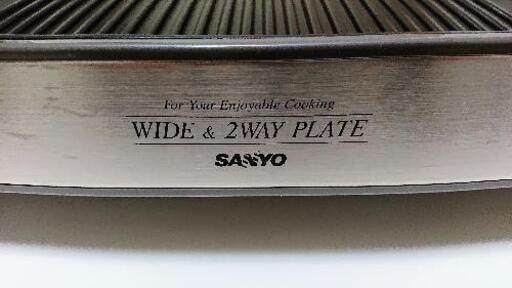 For Your Enjoyable Cooking
WIDE & 2WAY PLATE
SANYO